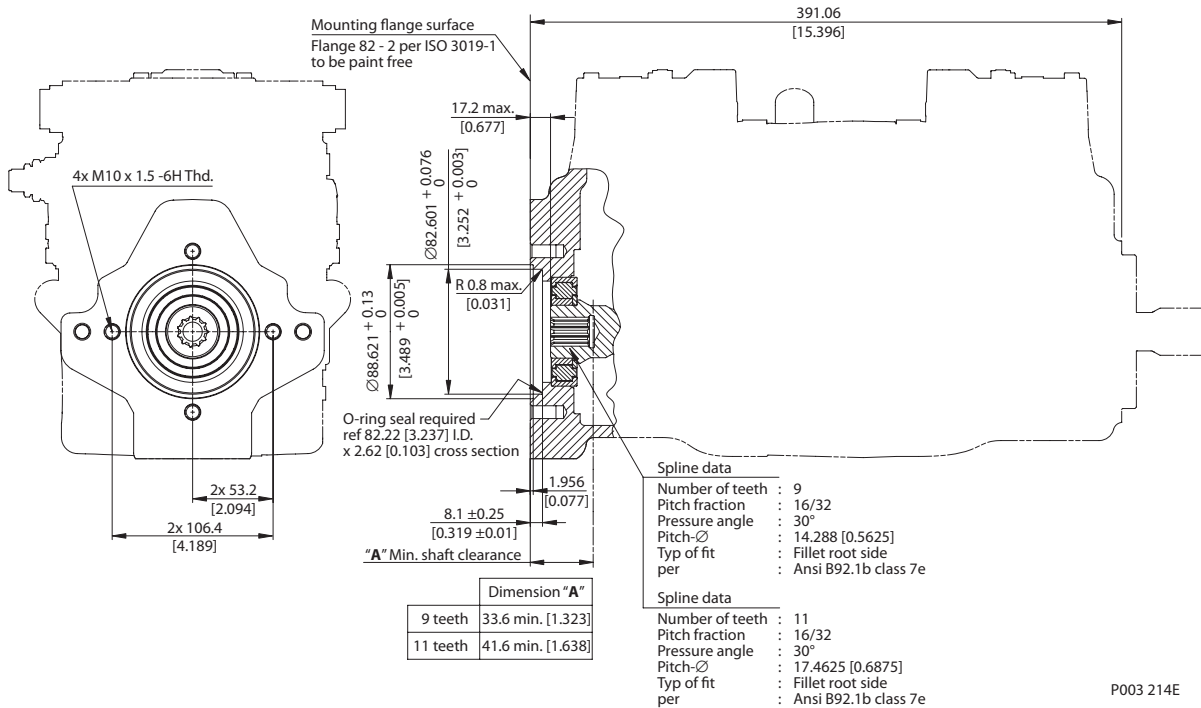 391.06
[15.396]
Mounting flange surface
Flange 82 - 2 per ISO 3019-1
to be paint free
17.2 max.
[0.677]
4x M10 x 1.5 -6H Thd.
Ø82.601 + 0.076
0
[3.252 + 0.003]
0
R 0.8 max.
[0.031]
Ø88.621 + 0.13
0
[3.489 + 0.005]
0
O-ring seal required
ref 82.22 [3.237] I.D.
x 2.62 [0.103] cross section
2x 53.2
[2.094]
2x 106.4
[4.189]
1.956
[0.077]
8.1 ±0.25
[0.319 ±0.01]
"A" Min. shaft clearance
Dimension "A"
9 teeth 33.6 min. [1.323]
11 teeth 41.6 min. [1.638]
Spline data
Number of teeth : 9
Pitch fraction : 16/32
Pressure angle : 30°
Pitch-Ø : 14.288 [0.5625]
Typ of fit : Fillet root side
per : Ansi B92.1b class 7e
Spline data
Number of teeth : 11
Pitch fraction : 16/32
Pressure angle : 30°
Pitch-Ø : 17.4625 [0.6875]
Typ of fit : Fillet root side
per : Ansi B92.1b class 7e
P003 214E